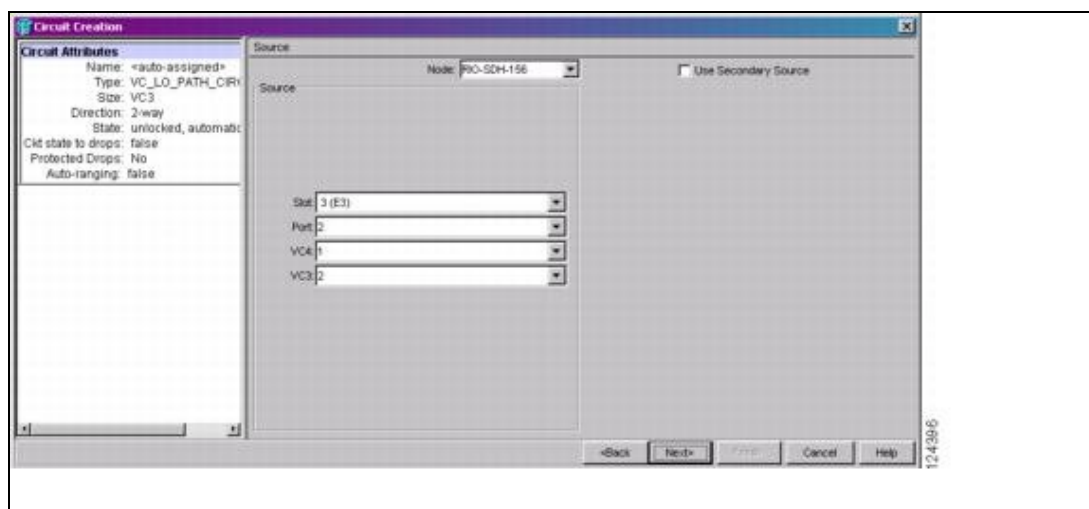 Circuit Creation
Circuit Attributes
Name: <auto-assigned>
Type: VC_LO_PATH_CIR
Size: VC3
Direction: 2-way
State: unlocked, automatic
Ckt state to drops: false
Protected Drops: No
Auto-ranging: false
Source
Node: RIO-SDH-156
Use Secondary Source
Source
Slot: 3 (E3)
Port: 2
VC4: 1
VC3: 2
<Back
Next>
Cancel
Help
124396